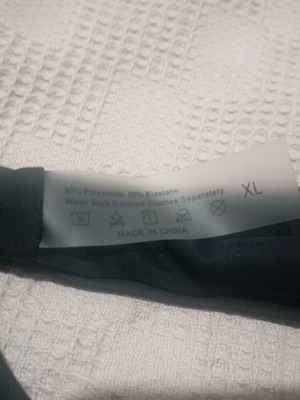 80% Polyamide, 20% Elastane
Wash Dark Colored Clothes Separately
XL
MADE IN CHINA